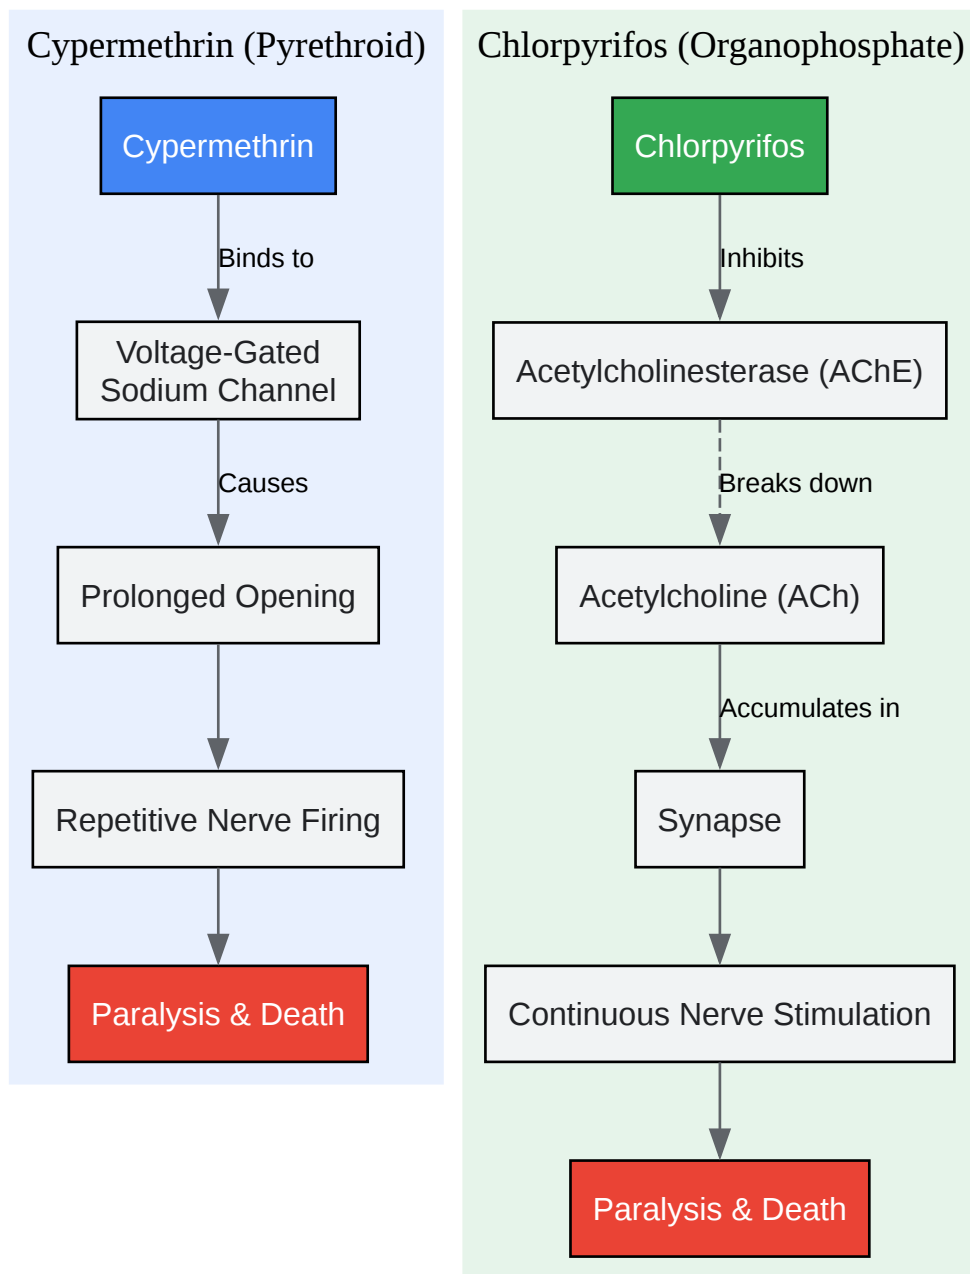 Cypermethrin (Pyrethroid)
Cypermethrin
Binds to
Voltage-Gated
Sodium Channel
Causes
Prolonged Opening
Repetitive Nerve Firing
Paralysis & Death
Chlorpyrifos (Organophosphate)
Chlorpyrifos
Inhibits
Acetylcholinesterase (AChE)
Breaks down
Acetylcholine (ACh)
Accumulates in
Synapse
Continuous Nerve Stimulation
Paralysis & Death